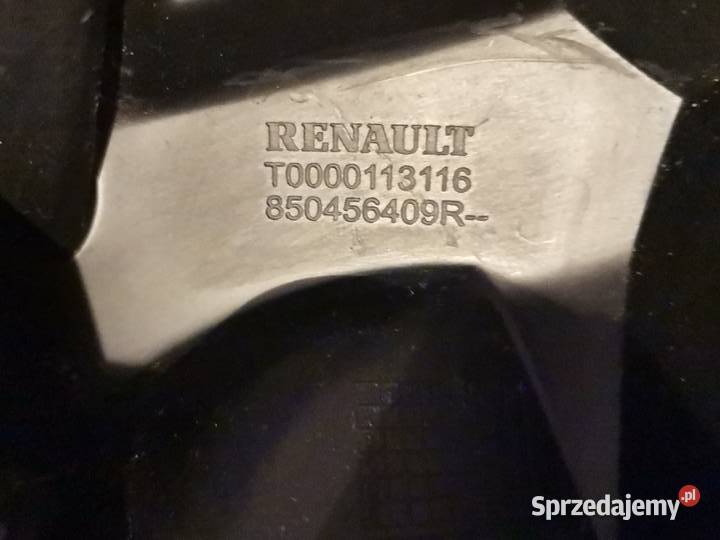 RENAULT
T0000113116
850456409R--
Sprzedajemy.pl